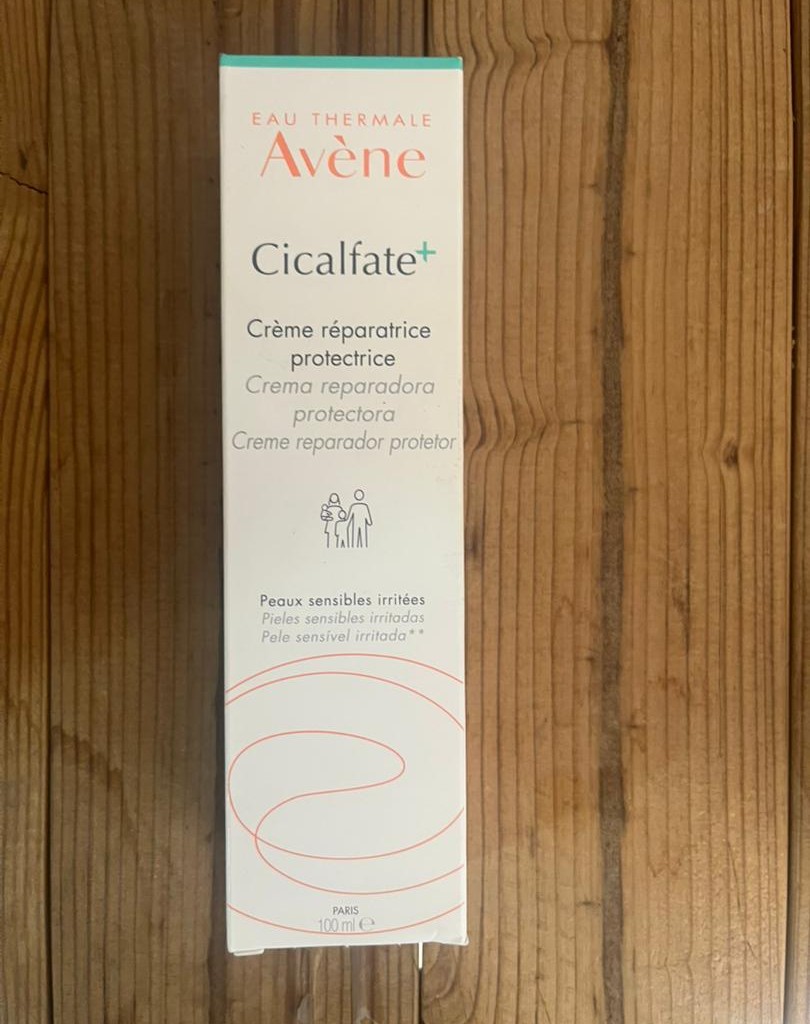 EAU THERMALE
Avène
Cicalfate+
Crème réparatrice
protectrice
Crema reparadora
protectora
Creme reparador protetor
Peaux sensibles irritées
Pieles sensibles irritadas
Pele sensível irritada**
PARIS
100 ml ℮